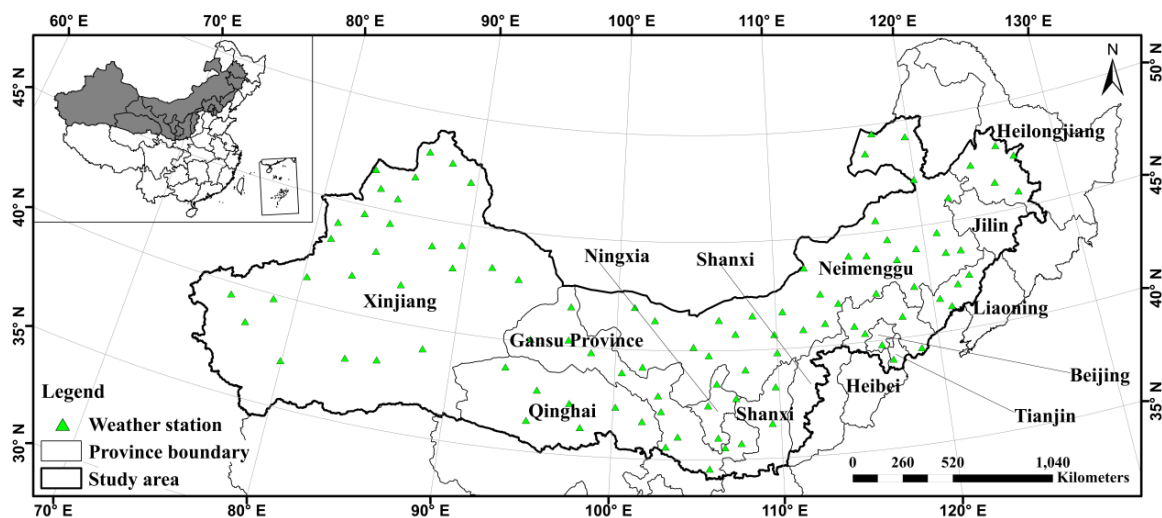 60° E 70° E 80° E 90° E 100° E 110° E 120° E 130° E
45° N
40° N
35° N
30° N
50° N
45° N
40° N
35° N
30° N
N
Heilongjiang
Jilin
Ningxia
Shanxi
Neimenggu
Xinjiang
Liaoning
Gansu Province
Beijing
Heibei
Qinghai
Shanxi
Tianjin
Legend
Weather station
Province boundary
Study area
0 260 520 1,040
Kilometers
70° E 80° E 90° E 100° E 110° E 120° E